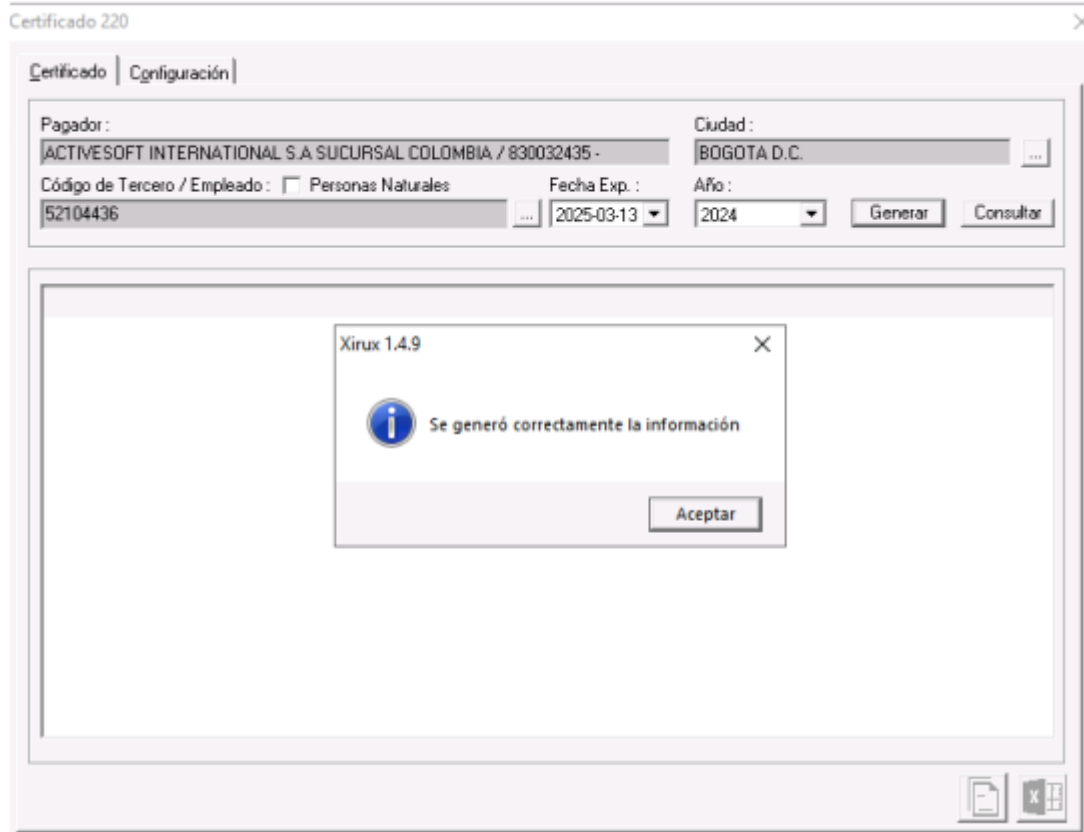 Certificado 220
Certificado Configuración
Pagador : Ciudad :
ACTIVESOFT INTERNATIONAL S.A SUCURSAL COLOMBIA / 830032435 - BOGOTA D.C. ...
Código de Tercero / Empleado : Personas Naturales Fecha Exp. : Año :
52104436 ... 2025-03-13 2024 Generar Consultar
Xirux 1.4.9
Se generó correctamente la información
Aceptar